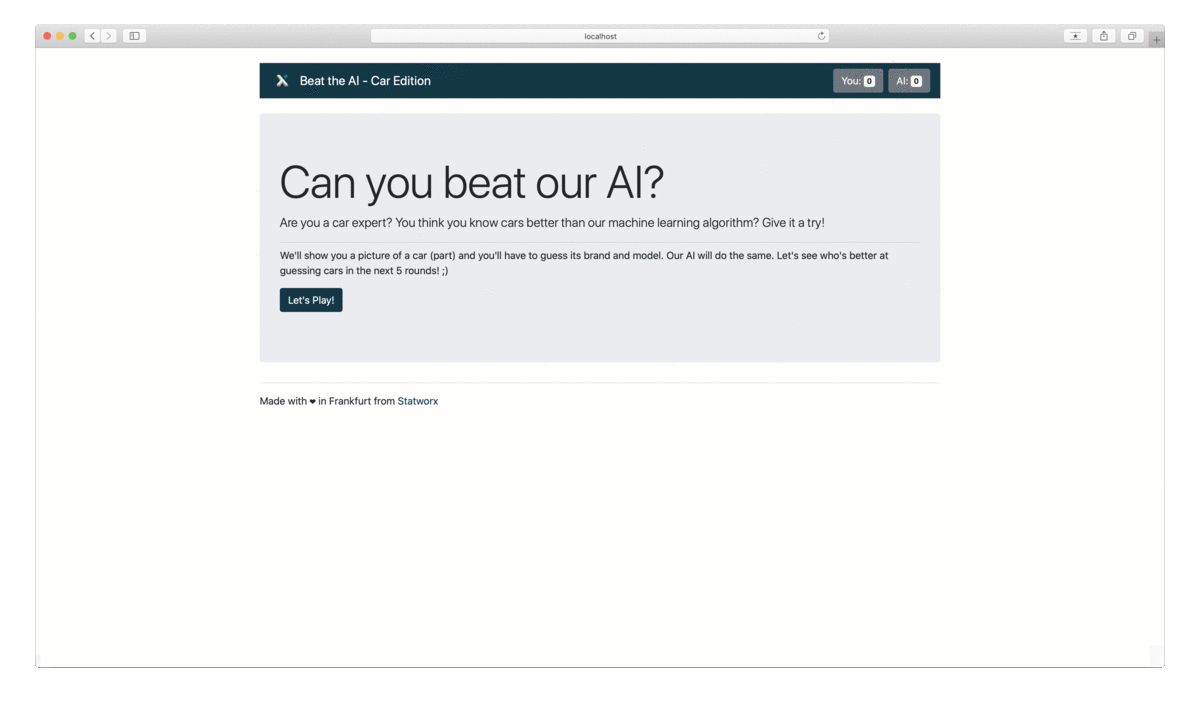 localhost
Beat the AI - Car Edition
You: 0
AI: 0
Can you beat our AI?
Are you a car expert? You think you know cars better than our machine learning algorithm? Give it a try!
We'll show you a picture of a car (part) and you'll have to guess its brand and model. Our AI will do the same. Let's see who's better at
guessing cars in the next 5 rounds! ;)
Let's Play!
Made with ❤ in Frankfurt from Statworx